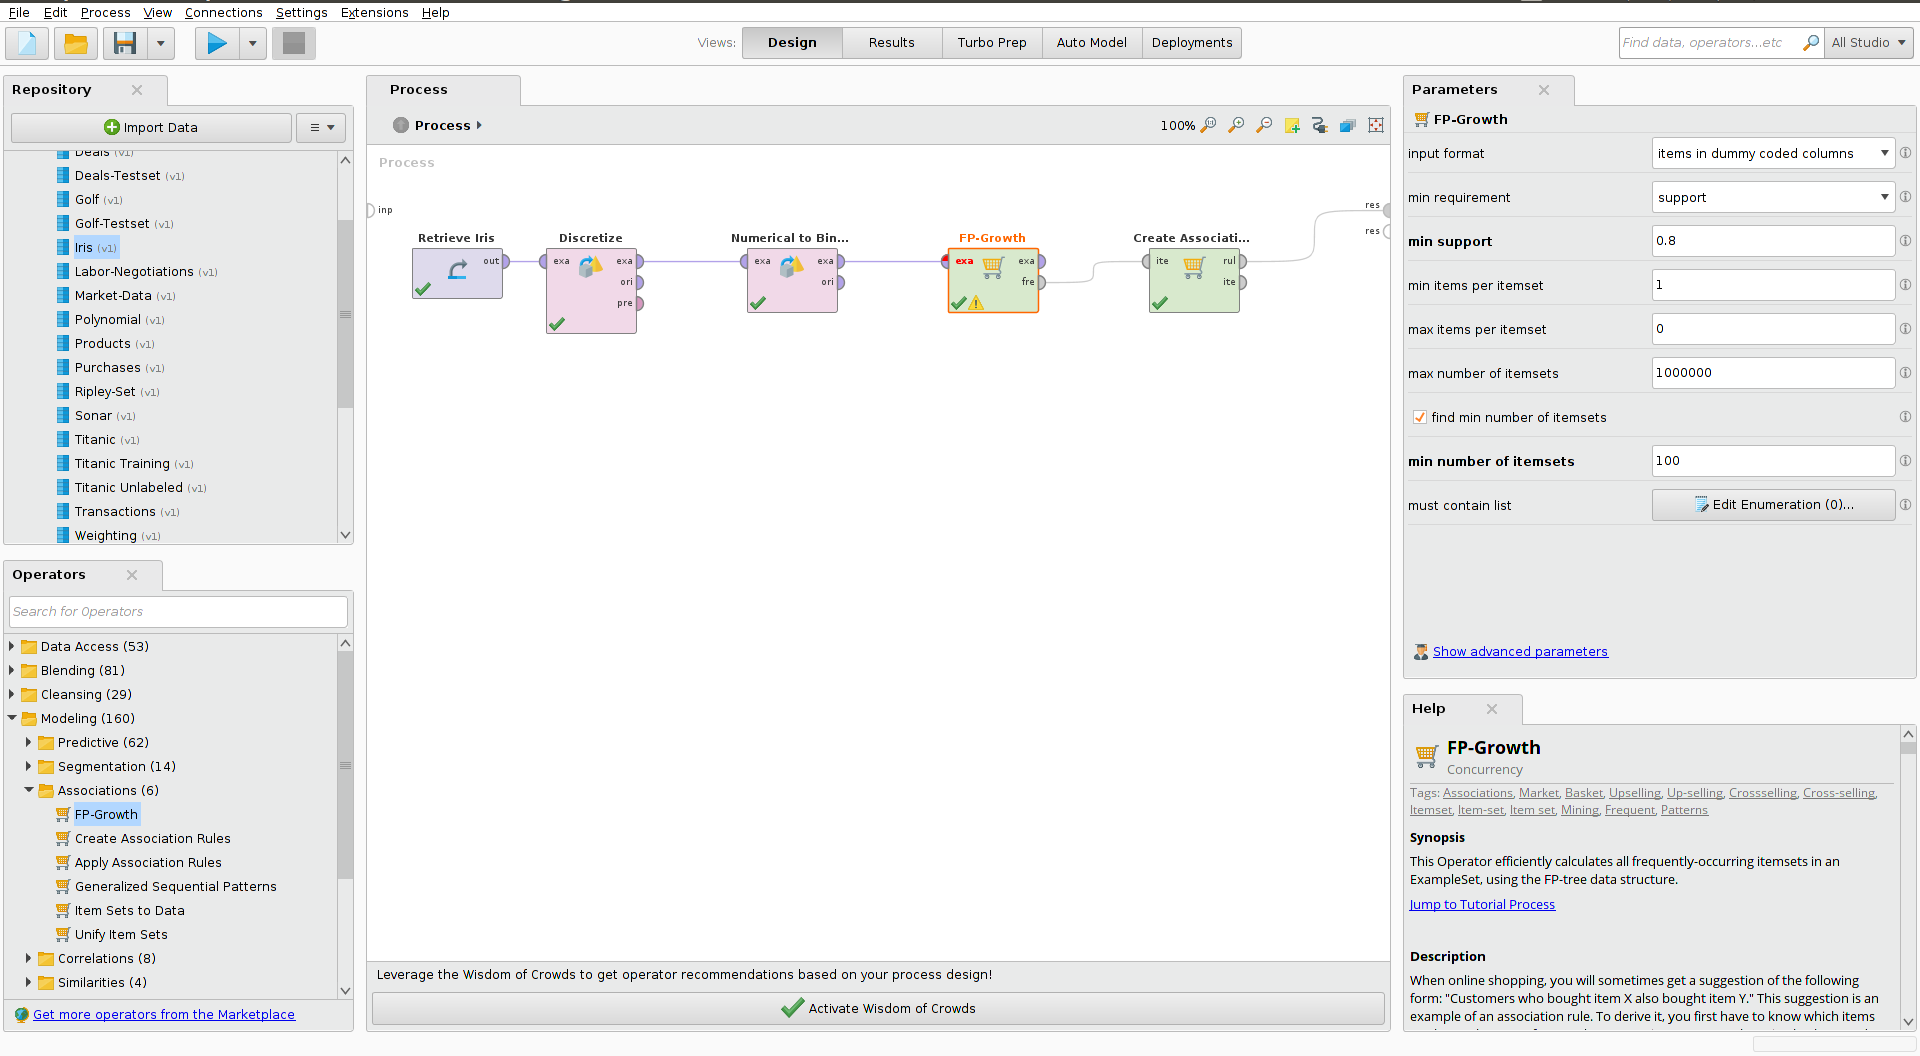 File Edit Process View Connections Settings Extensions Help
Views: Design Results Turbo Prep Auto Model Deployments
Find data, operators...etc All Studio
Repository
Import Data
Deals (v1)
Deals-Testset (v1)
Golf (v1)
Golf-Testset (v1)
Iris (v1)
Labor-Negotiations (v1)
Market-Data (v1)
Polynomial (v1)
Products (v1)
Purchases (v1)
Ripley-Set (v1)
Sonar (v1)
Titanic (v1)
Titanic Training (v1)
Titanic Unlabeled (v1)
Transactions (v1)
Weighting (v1)
Operators
Search for Operators
Data Access (53)
Blending (81)
Cleansing (29)
Modeling (160)
Predictive (62)
Segmentation (14)
Associations (6)
FP-Growth
Create Association Rules
Apply Association Rules
Generalized Sequential Patterns
Item Sets to Data
Unify Item Sets
Correlations (8)
Similarities (4)
Get more operators from the Marketplace
Process
Process
100%
Process
inp
res
res
Retrieve Iris
out
Discretize
exa exa
ori
pre
Numerical to Bin...
exa exa
ori
FP-Growth
exa exa
fre
Create Associati...
ite rul
ite
Leverage the Wisdom of Crowds to get operator recommendations based on your process design!
Activate Wisdom of Crowds
Parameters
FP-Growth
input format items in dummy coded columns
min requirement support
min support 0.8
min items per itemset 1
max items per itemset 0
max number of itemsets 1000000
find min number of itemsets
min number of itemsets 100
must contain list Edit Enumeration (0)...
Show advanced parameters
Help
FP-Growth
Concurrency
Tags: Associations, Market, Basket, Upselling, Up-selling, Crossselling, Cross-selling,
Itemset, Item-set, Item set, Mining, Frequent, Patterns
Synopsis
This Operator efficiently calculates all frequently-occurring itemsets in an
ExampleSet, using the FP-tree data structure.
Jump to Tutorial Process
Description
When online shopping, you will sometimes get a suggestion of the following
form: "Customers who bought item X also bought item Y." This suggestion is an
example of an association rule. To derive it, you first have to know which items